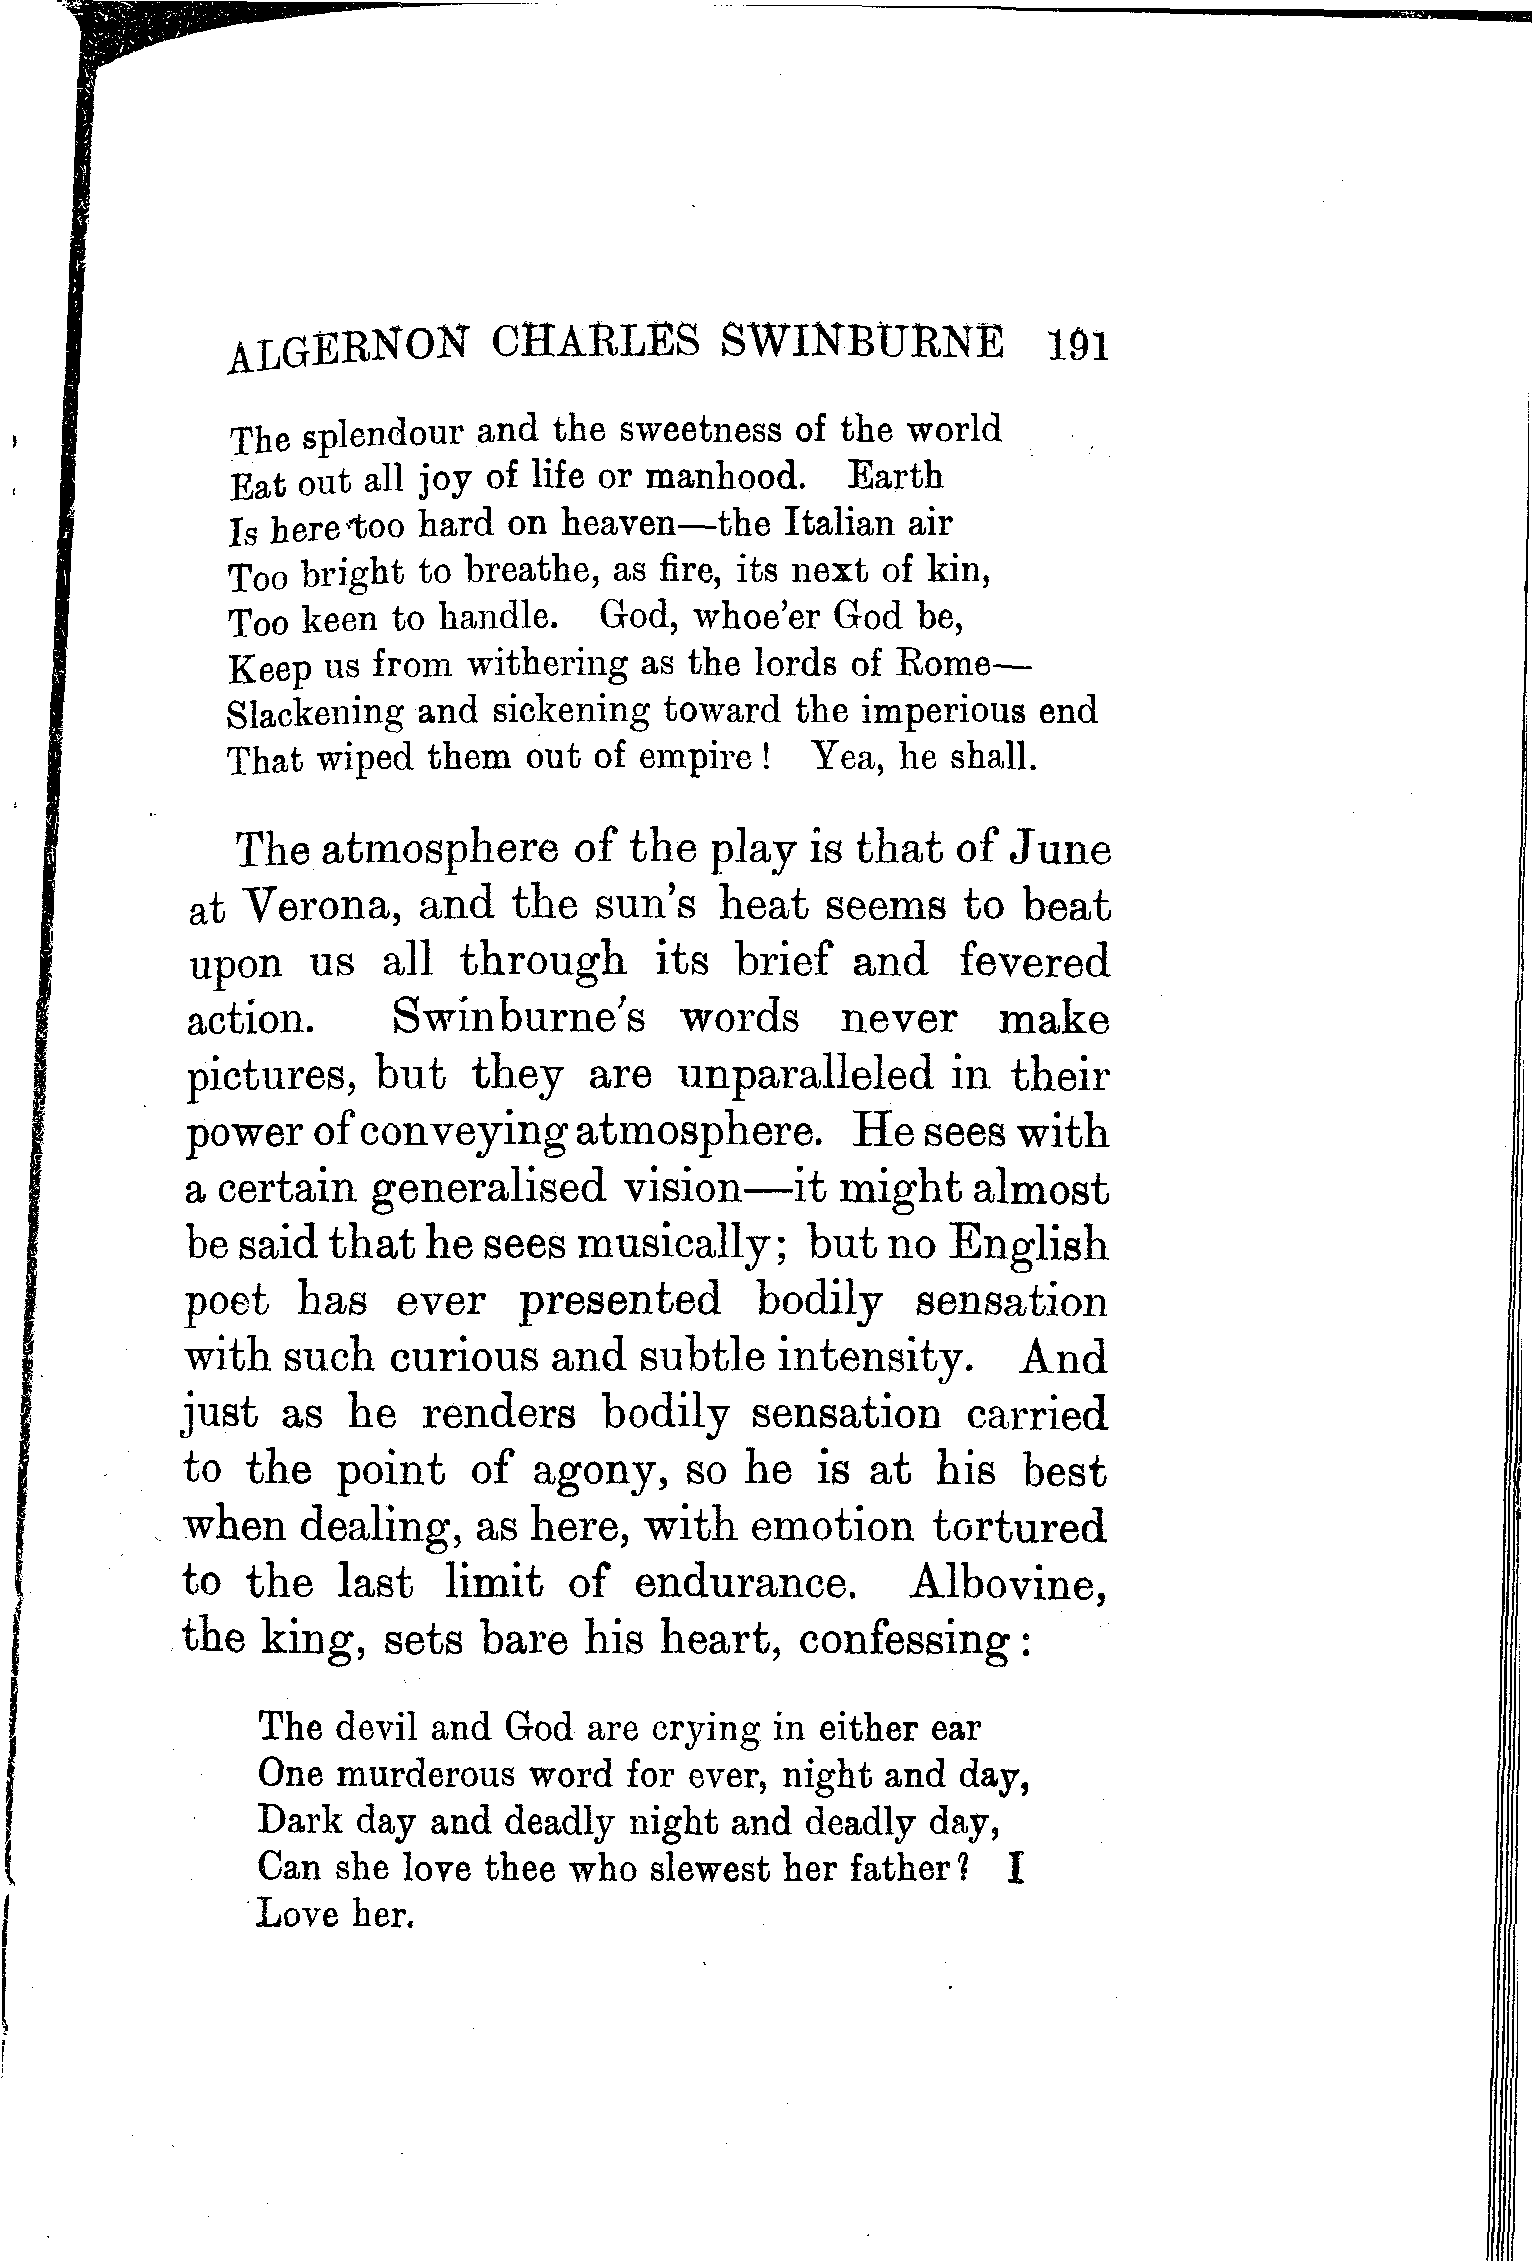 ALGERNON CHARLES SWINBURNE 191
The splendour and the sweetness of the world
Eat out all joy of life or manhood. Earth
Is here too hard on heaven—the Italian air
Too bright to breathe, as fire, its next of kin,
Too keen to handle. God, whoe'er God be,
Keep us from withering as the lords of Rome—
Slackening and sickening toward the imperious end
That wiped them out of empire! Yea, he shall.
The atmosphere of the play is that of June
at Verona, and the sun's heat seems to beat
upon us all through its brief and fevered
action. Swinburne's words never make
pictures, but they are unparalleled in their
power of conveying atmosphere. He sees with
a certain generalised vision—it might almost
be said that he sees musically; but no English
poet has ever presented bodily sensation
with such curious and subtle intensity. And
just as he renders bodily sensation carried
to the point of agony, so he is at his best
when dealing, as here, with emotion tortured
to the last limit of endurance. Albovine,
the king, sets bare his heart, confessing:
The devil and God are crying in either ear
One murderous word for ever, night and day,
Dark day and deadly night and deadly day,
Can she love thee who slewest her father? I
Love her.